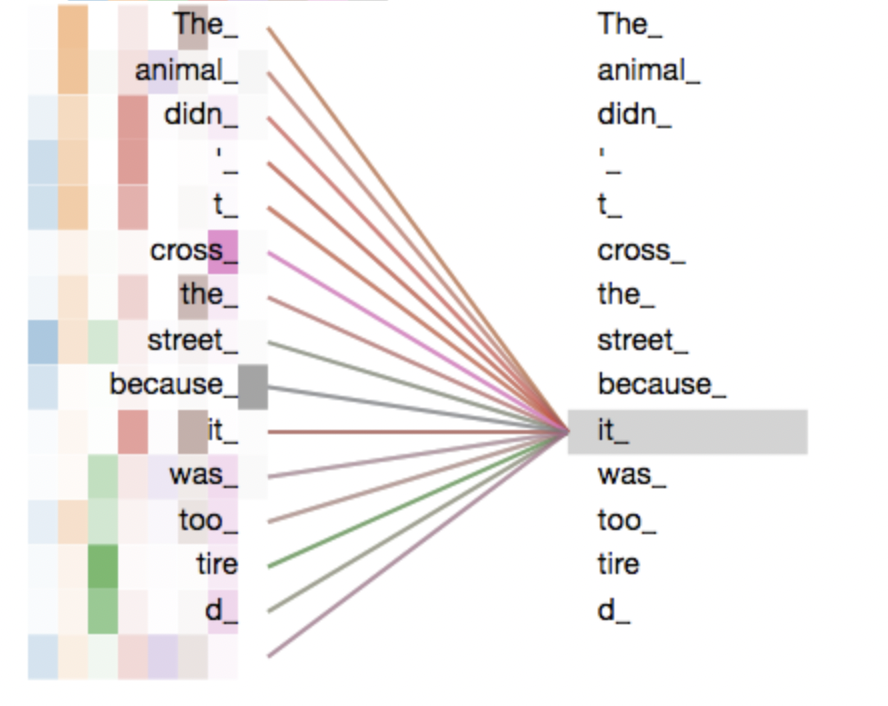 The_ The_
animal_ animal_
didn_ didn_
'_ '_
t_ t_
cross_ cross_
the_ the_
street_ street_
because_ because_
it_ it_
was_ was_
too_ too_
tire tire
d_ d_